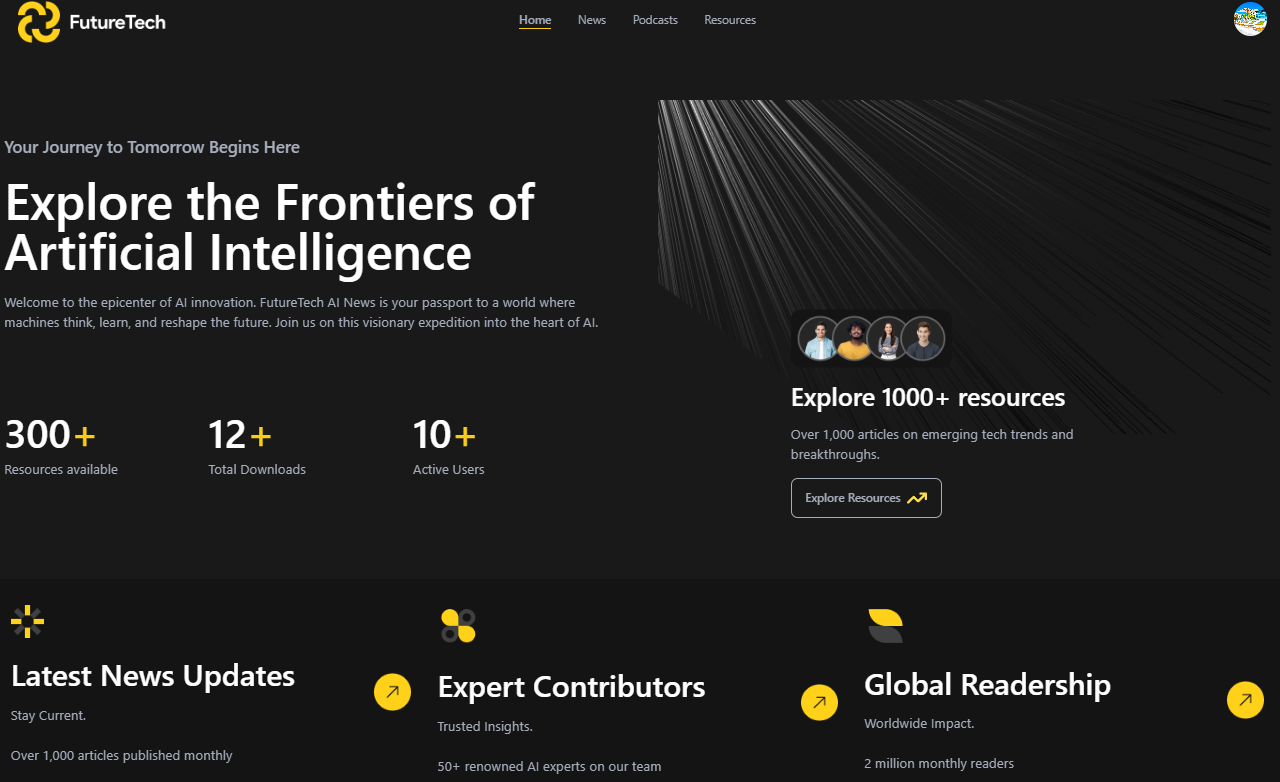 FutureTech
Home
News
Podcasts
Resources
Your Journey to Tomorrow Begins Here
Explore the Frontiers of
Artificial Intelligence
Welcome to the epicenter of AI innovation. FutureTech AI News is your passport to a world where
machines think, learn, and reshape the future. Join us on this visionary expedition into the heart of AI.
300+
Resources available
12+
Total Downloads
10+
Active Users
Explore 1000+ resources
Over 1,000 articles on emerging tech trends and
breakthroughs.
Explore Resources
Latest News Updates
Stay Current.
Over 1,000 articles published monthly
Expert Contributors
Trusted Insights.
50+ renowned AI experts on our team
Global Readership
Worldwide Impact.
2 million monthly readers